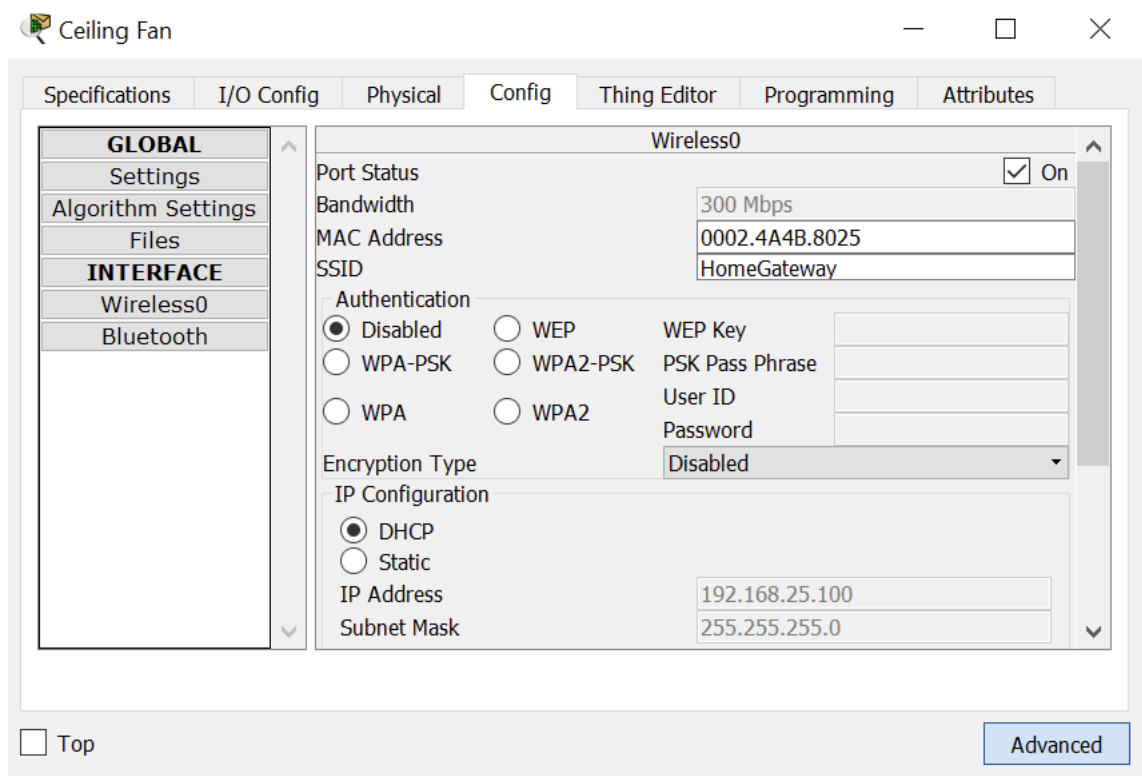 Ceiling Fan
Specifications I/O Config Physical Config Thing Editor Programming Attributes
GLOBAL
Settings
Algorithm Settings
Files
INTERFACE
Wireless0
Bluetooth
Wireless0
Port Status On
Bandwidth 300 Mbps
MAC Address 0002.4A4B.8025
SSID HomeGateway
Authentication
Disabled WEP WEP Key
WPA-PSK WPA2-PSK PSK Pass Phrase
User ID
WPA WPA2
Password
Encryption Type Disabled
IP Configuration
DHCP
Static
IP Address 192.168.25.100
Subnet Mask 255.255.255.0
Top Advanced